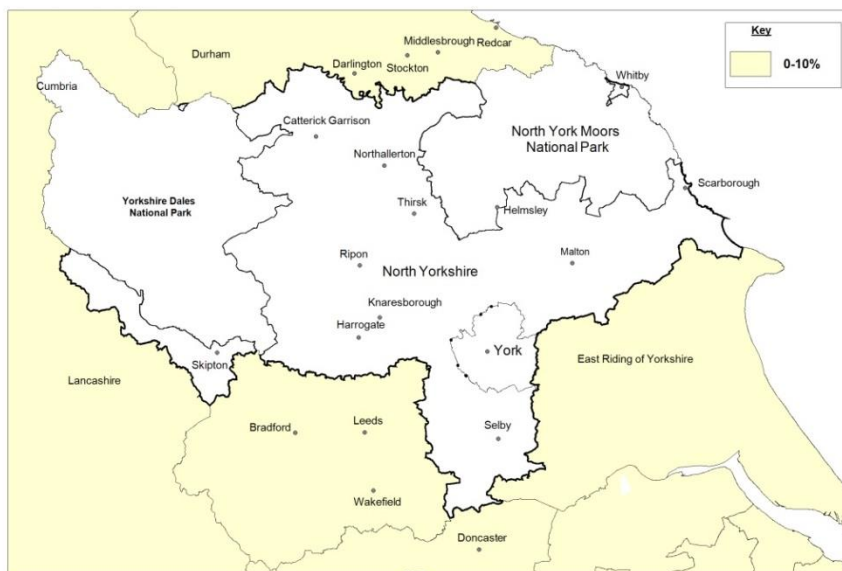 Key
0-10%
Durham
Middlesbrough
Redcar
Darlington
Stockton
Cumbria
Whitby
Catterick Garrison
North York Moors
National Park
Northallerton
Scarborough
Yorkshire Dales
National Park
Thirsk
Helmsley
Ripon
North Yorkshire
Malton
Knaresborough
Harrogate
York
Skipton
East Riding of Yorkshire
Lancashire
Bradford
Leeds
Selby
Wakefield
Doncaster